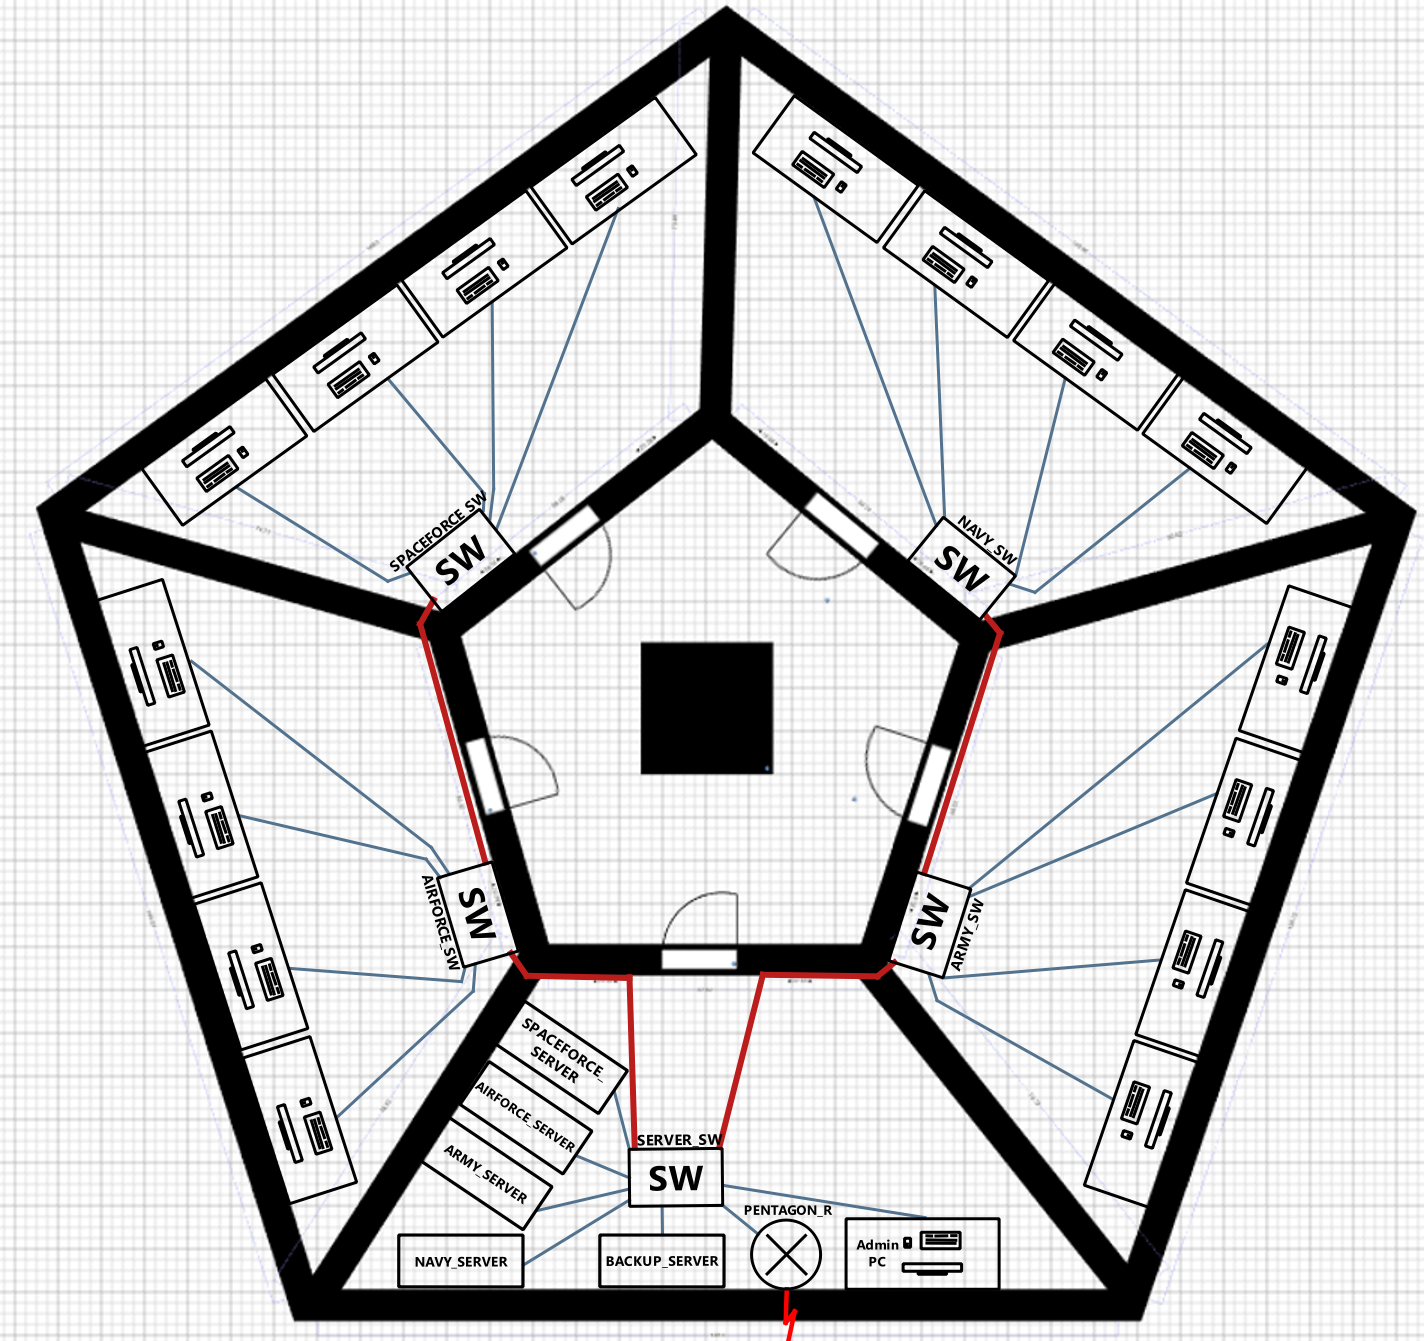 SPACEFORCE_SW
SW
NAVY_SW
SW
AIRFORCE_SW
SW
ARMY_SW
SW
SPACEFORCE_
SERVER
AIRFORCE_SERVER
ARMY_SERVER
NAVY_SERVER
BACKUP_SERVER
SERVER_SW
SW
PENTAGON_R
Admin
PC